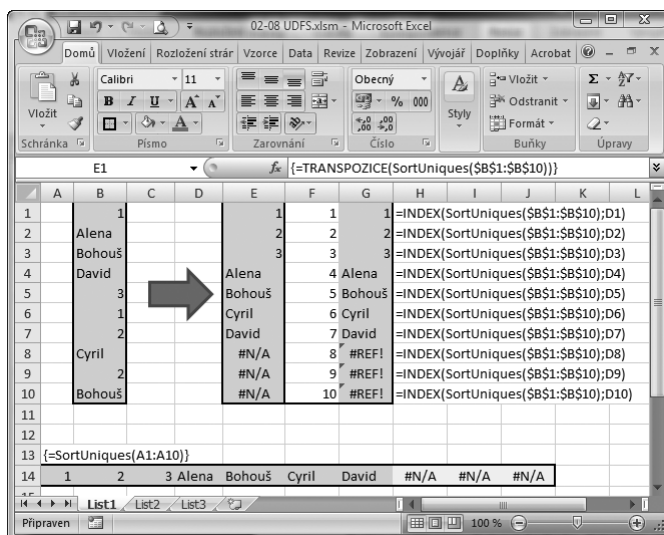 02-08 UDFS.xlsm - Microsoft Excel
Domů Vložení Rozložení strár Vzorce Data Revize Zobrazení Vývojář Doplňky Acrobat
Vložit
Calibri 11
B I U A A
Obecný
% 000
Styly
Vložit
Odstranit
Formát
Schránka Písmo Zarovnání Číslo Buňky Úpravy
E1 fx {=TRANSPOZICE(SortUniques($B$1:$B$10))}
A B C D E F G H I J K L
1 1 1 1 1 =INDEX(SortUniques($B$1:$B$10);D1)
2 Alena 2 2 2 =INDEX(SortUniques($B$1:$B$10);D2)
3 Bohouš 3 3 3 =INDEX(SortUniques($B$1:$B$10);D3)
4 David Alena 4 Alena =INDEX(SortUniques($B$1:$B$10);D4)
5 3 Bohouš 5 Bohouš =INDEX(SortUniques($B$1:$B$10);D5)
6 1 Cyril 6 Cyril =INDEX(SortUniques($B$1:$B$10);D6)
7 2 David 7 David =INDEX(SortUniques($B$1:$B$10);D7)
8 Cyril #N/A 8 #REF! =INDEX(SortUniques($B$1:$B$10);D8)
9 2 #N/A 9 #REF! =INDEX(SortUniques($B$1:$B$10);D9)
10 Bohouš #N/A 10 #REF! =INDEX(SortUniques($B$1:$B$10);D10)
11
12
13 {=SortUniques(A1:A10)}
14 1 2 3 Alena Bohouš Cyril David #N/A #N/A #N/A
List1 List2 List3
Připraven 100 %